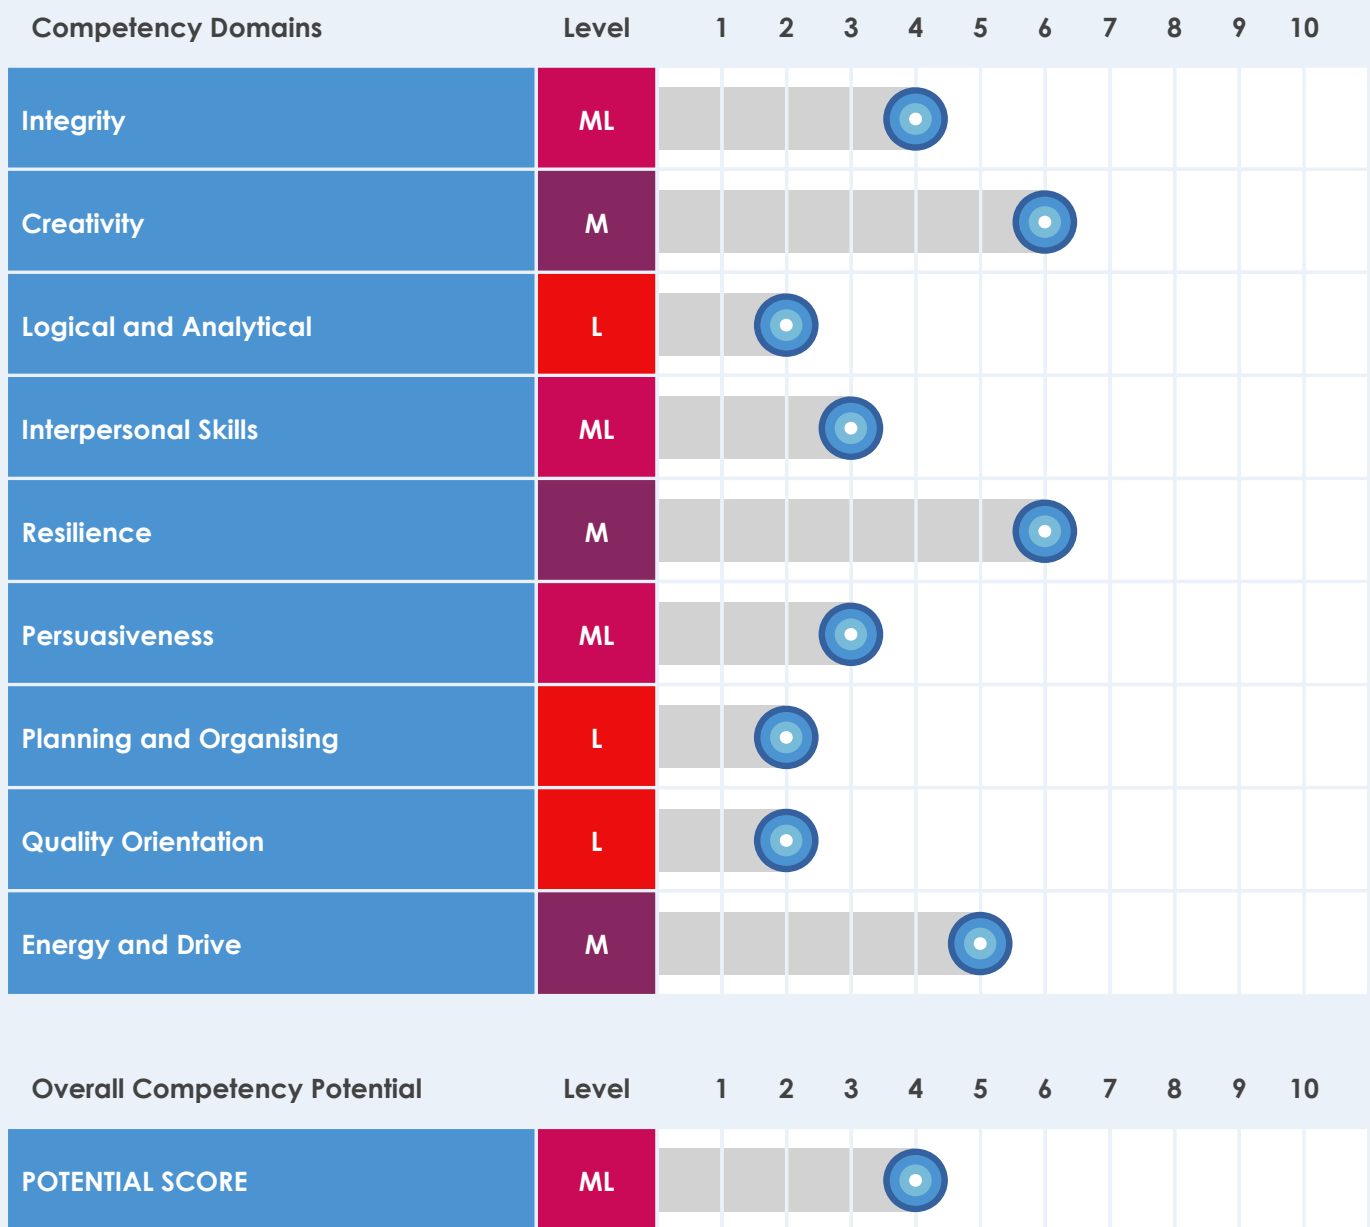 Competency Domains Level 1 2 3 4 5 6 7 8 9 10
Integrity ML
Creativity M
Logical and Analytical L
Interpersonal Skills ML
Resilience M
Persuasiveness ML
Planning and Organising L
Quality Orientation L
Energy and Drive M
Overall Competency Potential Level 1 2 3 4 5 6 7 8 9 10
POTENTIAL SCORE ML